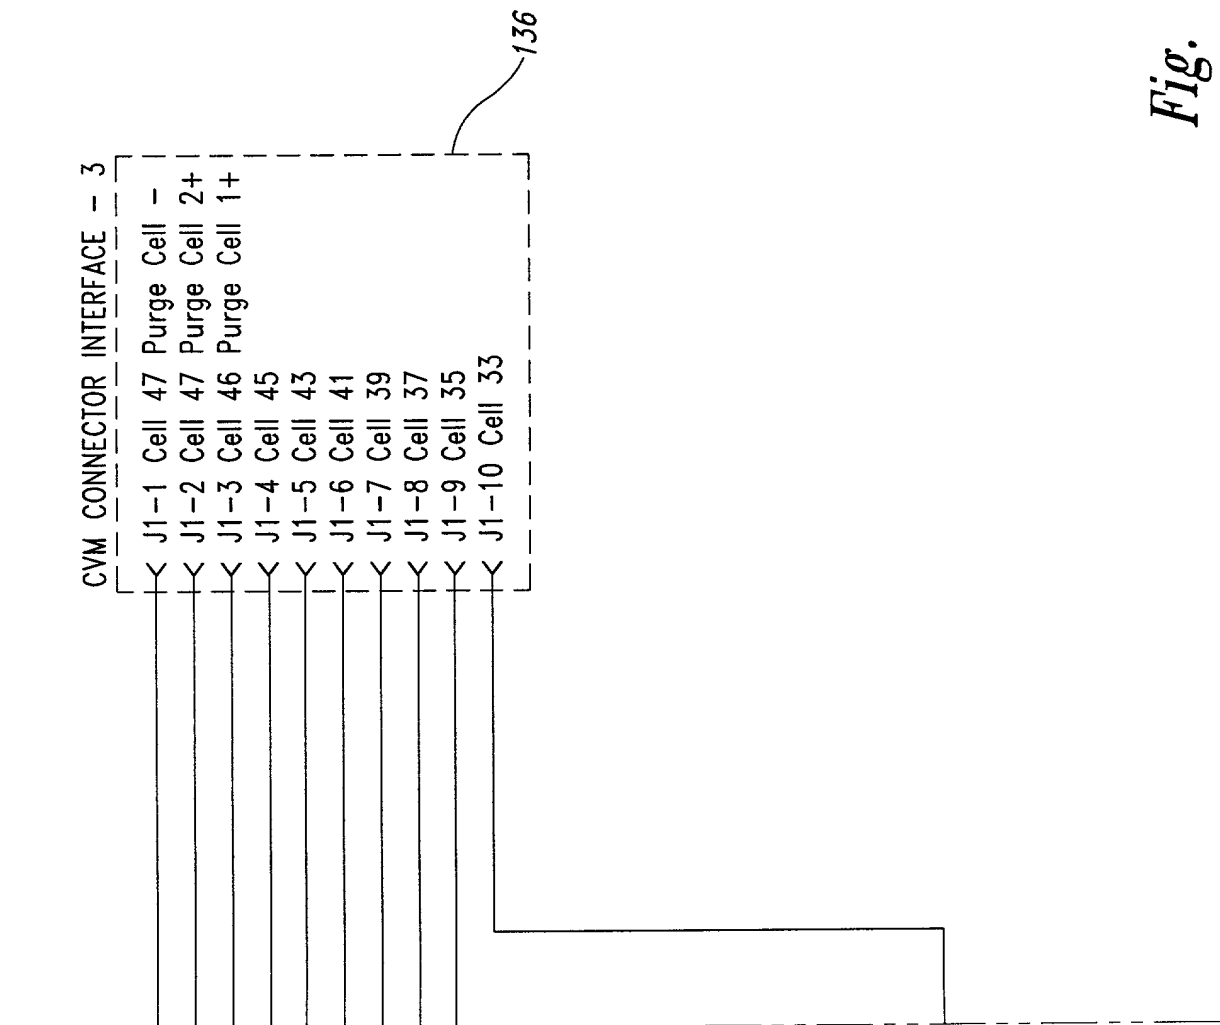 CVM CONNECTOR INTERFACE - 3
J1-1 Cell 47 Purge Cell -
J1-2 Cell 47 Purge Cell 2+
J1-3 Cell 46 Purge Cell 1+
J1-4 Cell 45
J1-5 Cell 43
J1-6 Cell 41
J1-7 Cell 39
J1-8 Cell 37
J1-9 Cell 35
J1-10 Cell 33
136
Fig.